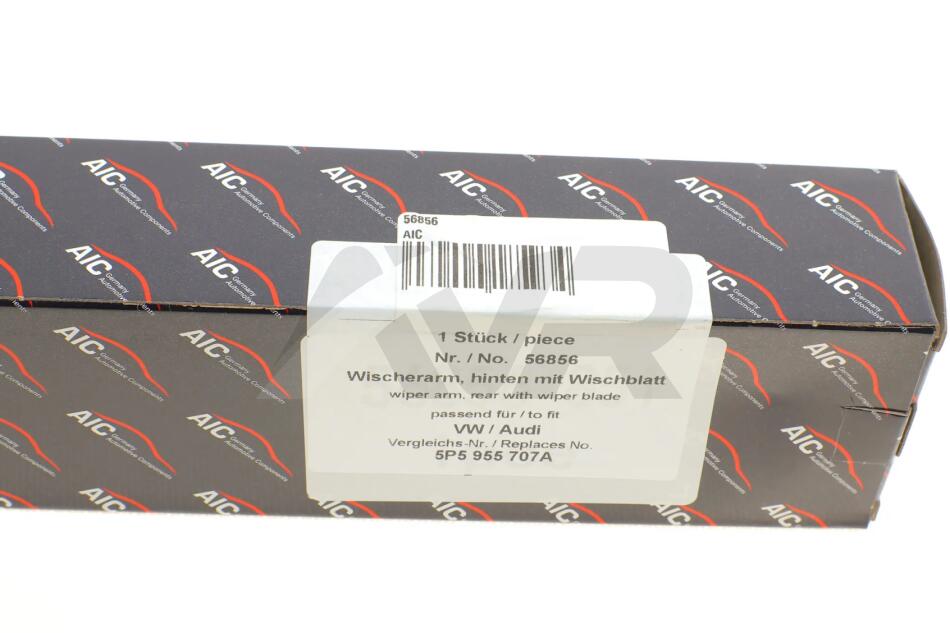 56856
AIC
1 Stück / piece
Nr. / No. 56856
Wischerarm, hinten mit Wischblatt
wiper arm, rear with wiper blade
passend für / to fit
VW / Audi
Vergleichs-Nr. / Replaces No.
5P5 955 707A
AIC
Germany
Automotive Components
AVR